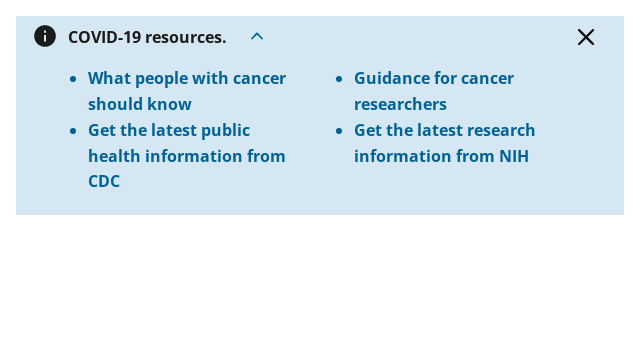 COVID-19 resources.
What people with cancer
should know
Get the latest public
health information from
CDC
Guidance for cancer
researchers
Get the latest research
information from NIH